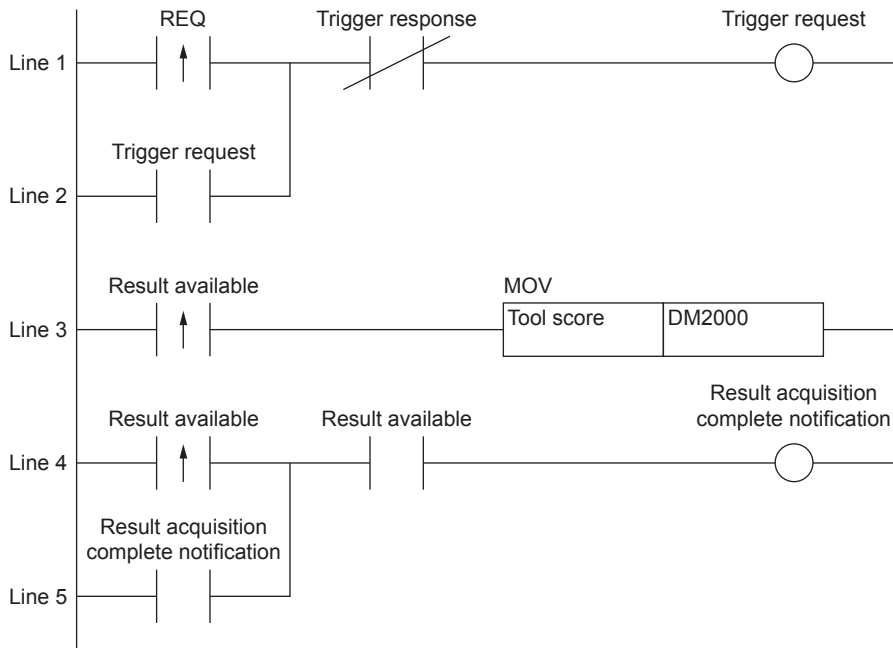 REQ
Trigger response
Trigger request
Line 1
Trigger request
Line 2
Result available
MOV
Line 3
Tool score
DM2000
Result available
Result available
Result acquisition
complete notification
Line 4
Result acquisition
complete notification
Line 5